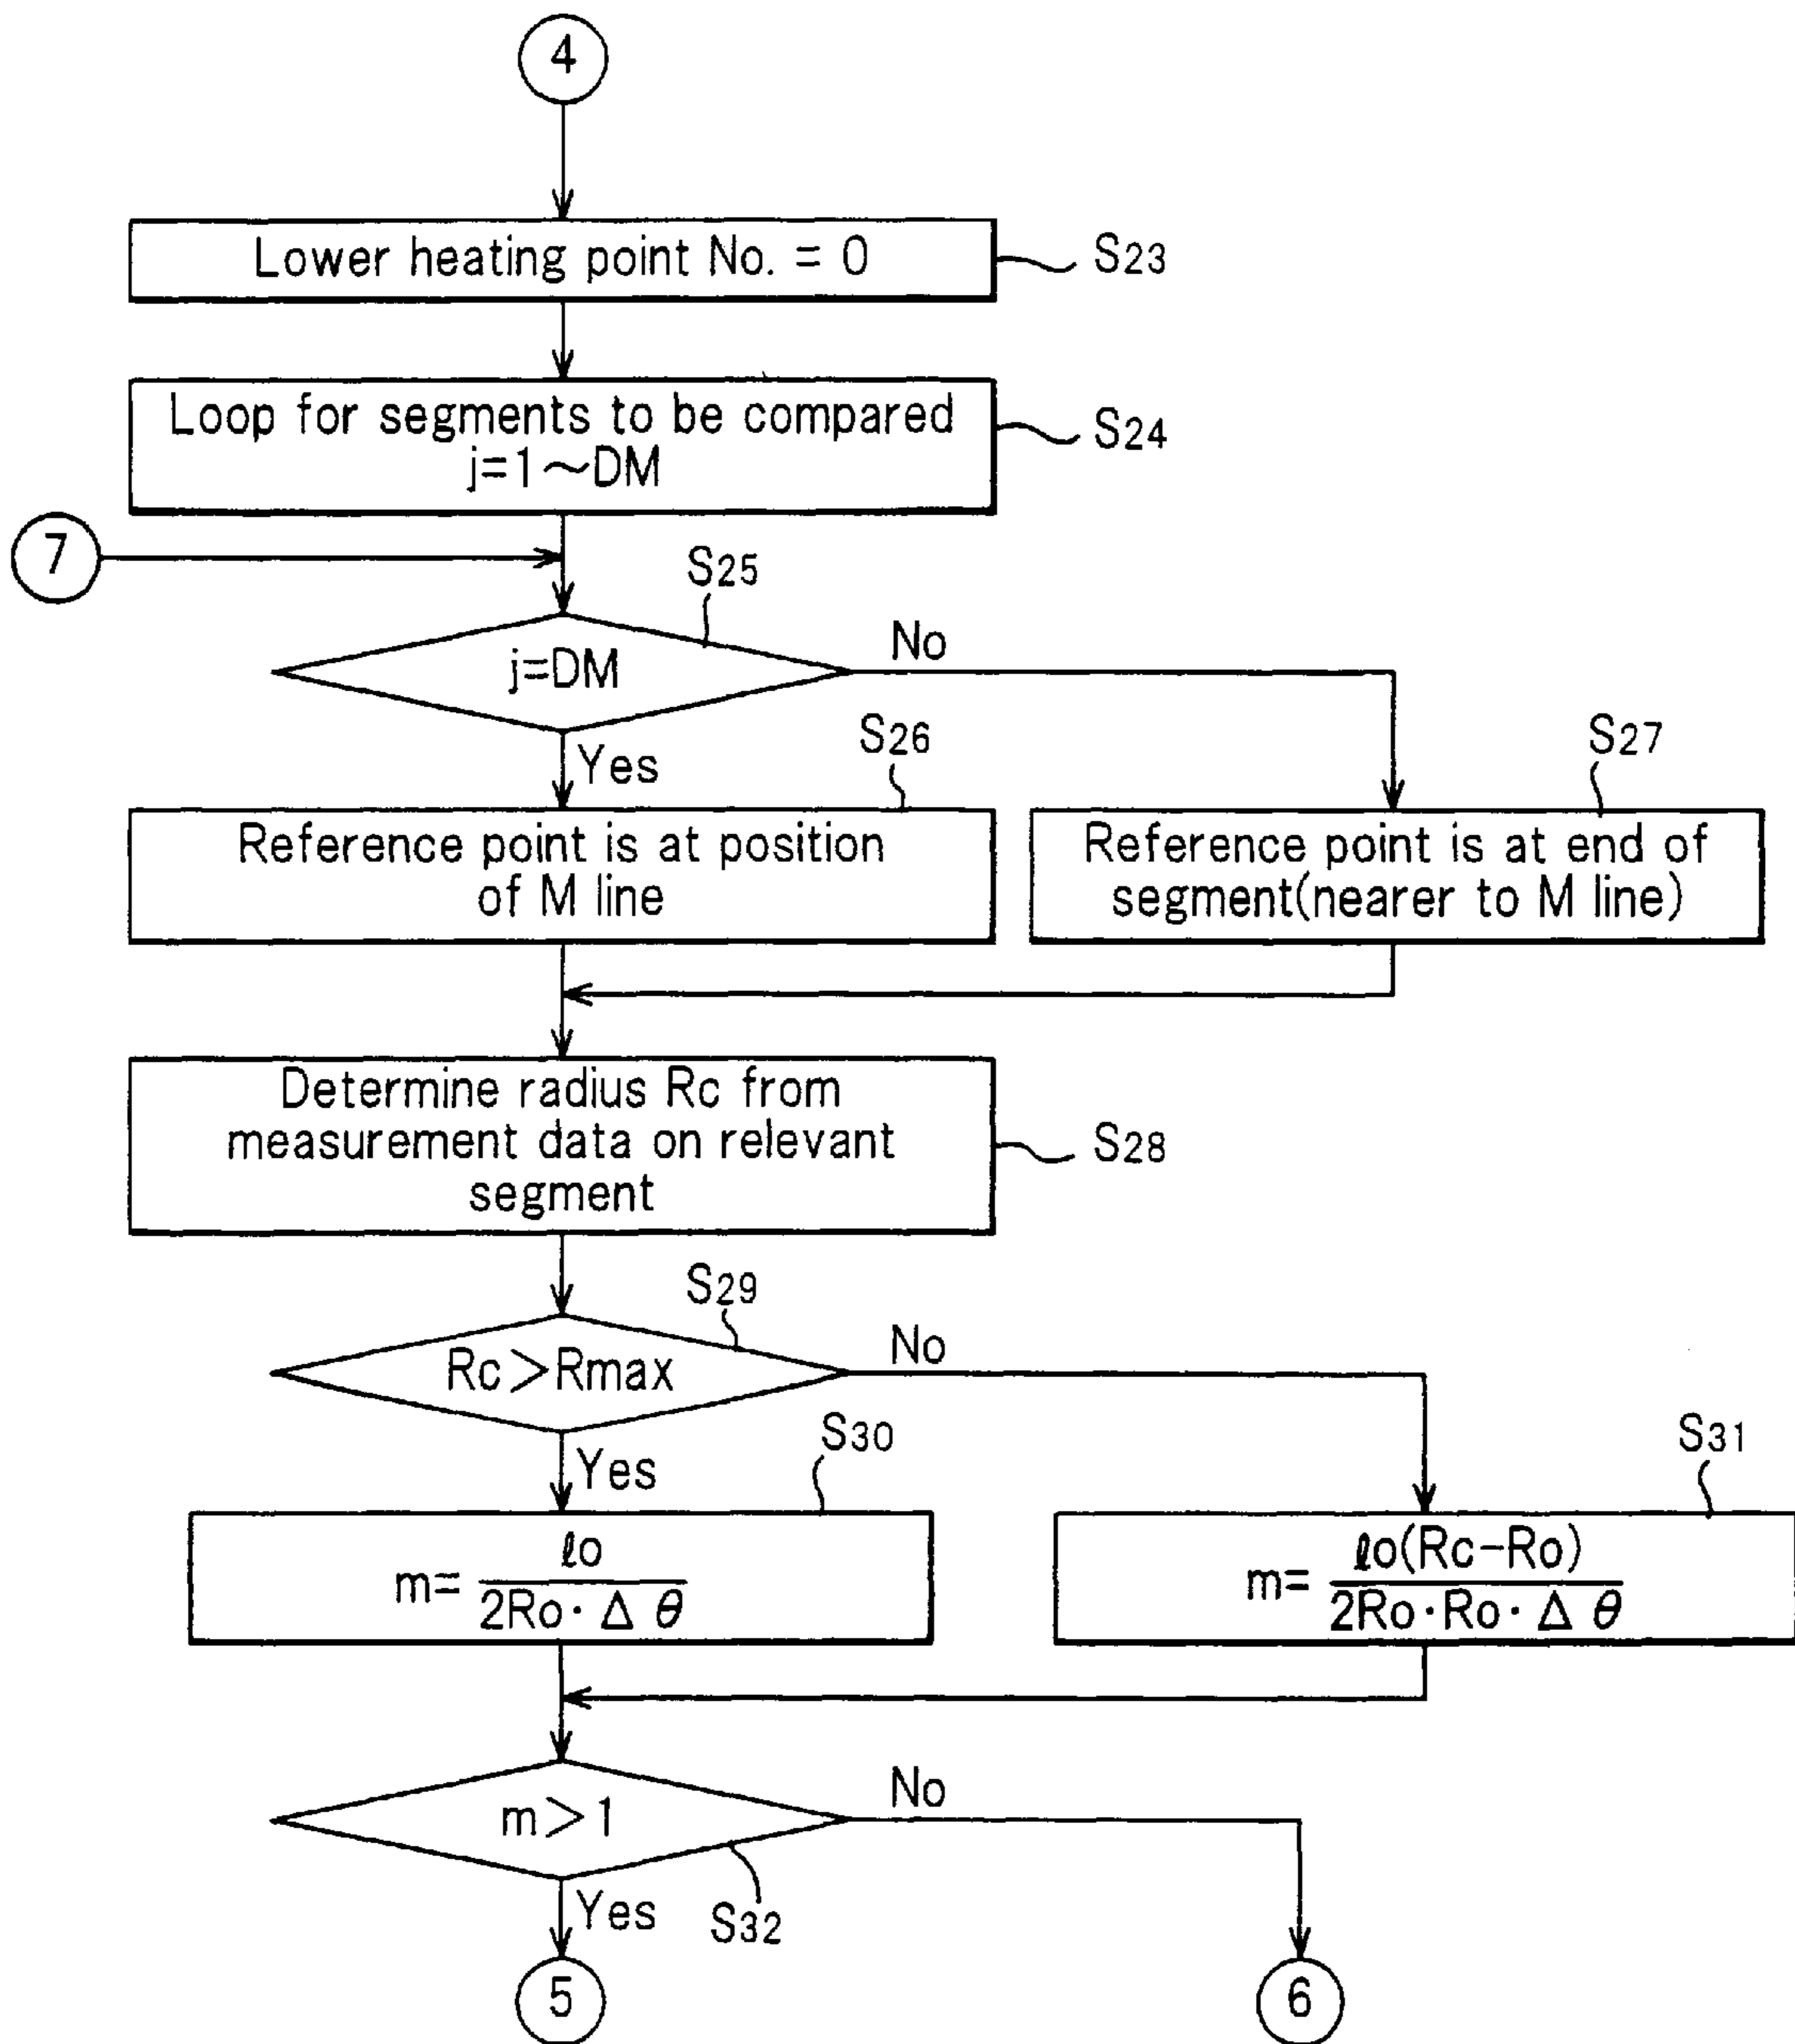 4
Lower heating point No. = 0
S23
Loop for segments to be compared
j=1~DM
S24
7
S25
j=DM
No
Yes
S26
S27
Reference point is at position
of M line
Reference point is at end of
segment(nearer to M line)
Determine radius Rc from
measurement data on relevant
segment
S28
S29
Rc>Rmax
No
Yes
S30
S31
m= ℓo / 2Ro・Δθ
m= ℓo(Rc-Ro) / 2Ro・Ro・Δθ
m>1
No
Yes
S32
5
6